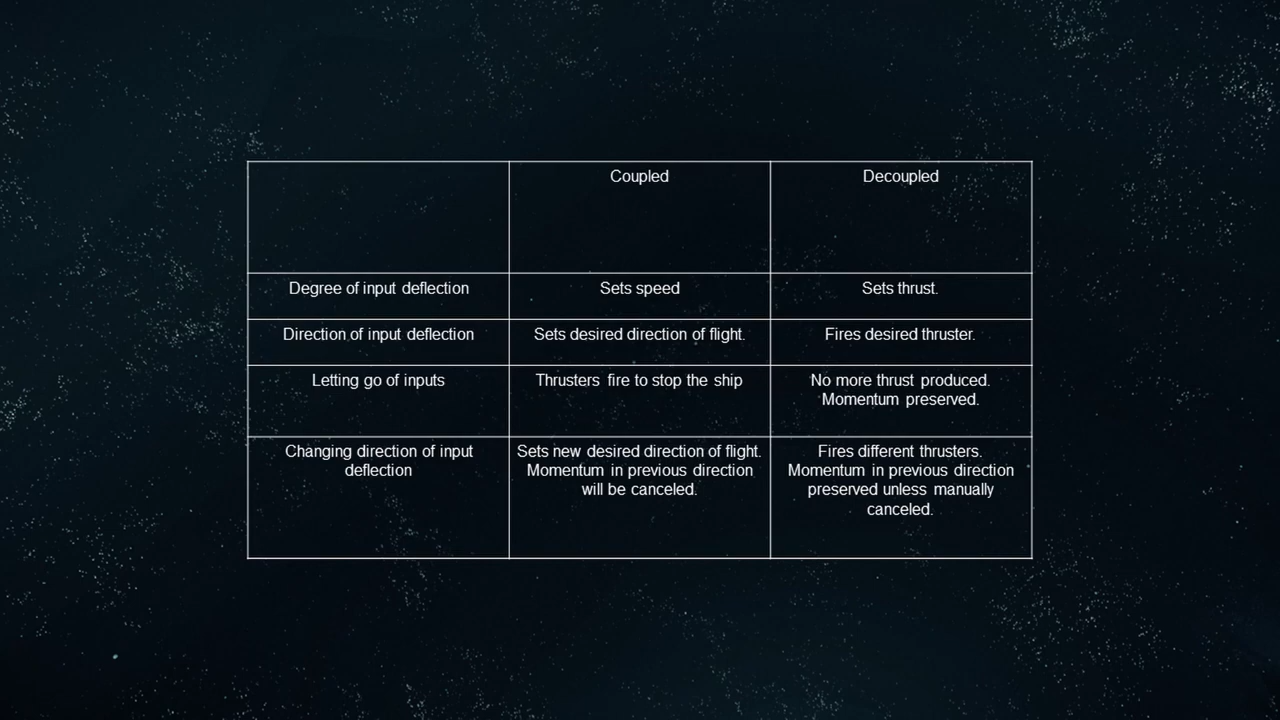 Coupled
Decoupled
Degree of input deflection
Sets speed
Sets thrust.
Direction of input deflection
Sets desired direction of flight.
Fires desired thruster.
Letting go of inputs
Thrusters fire to stop the ship
No more thrust produced.
Momentum preserved.
Changing direction of input
deflection
Sets new desired direction of flight.
Momentum in previous direction
will be canceled.
Fires different thrusters.
Momentum in previous direction
preserved unless manually
canceled.